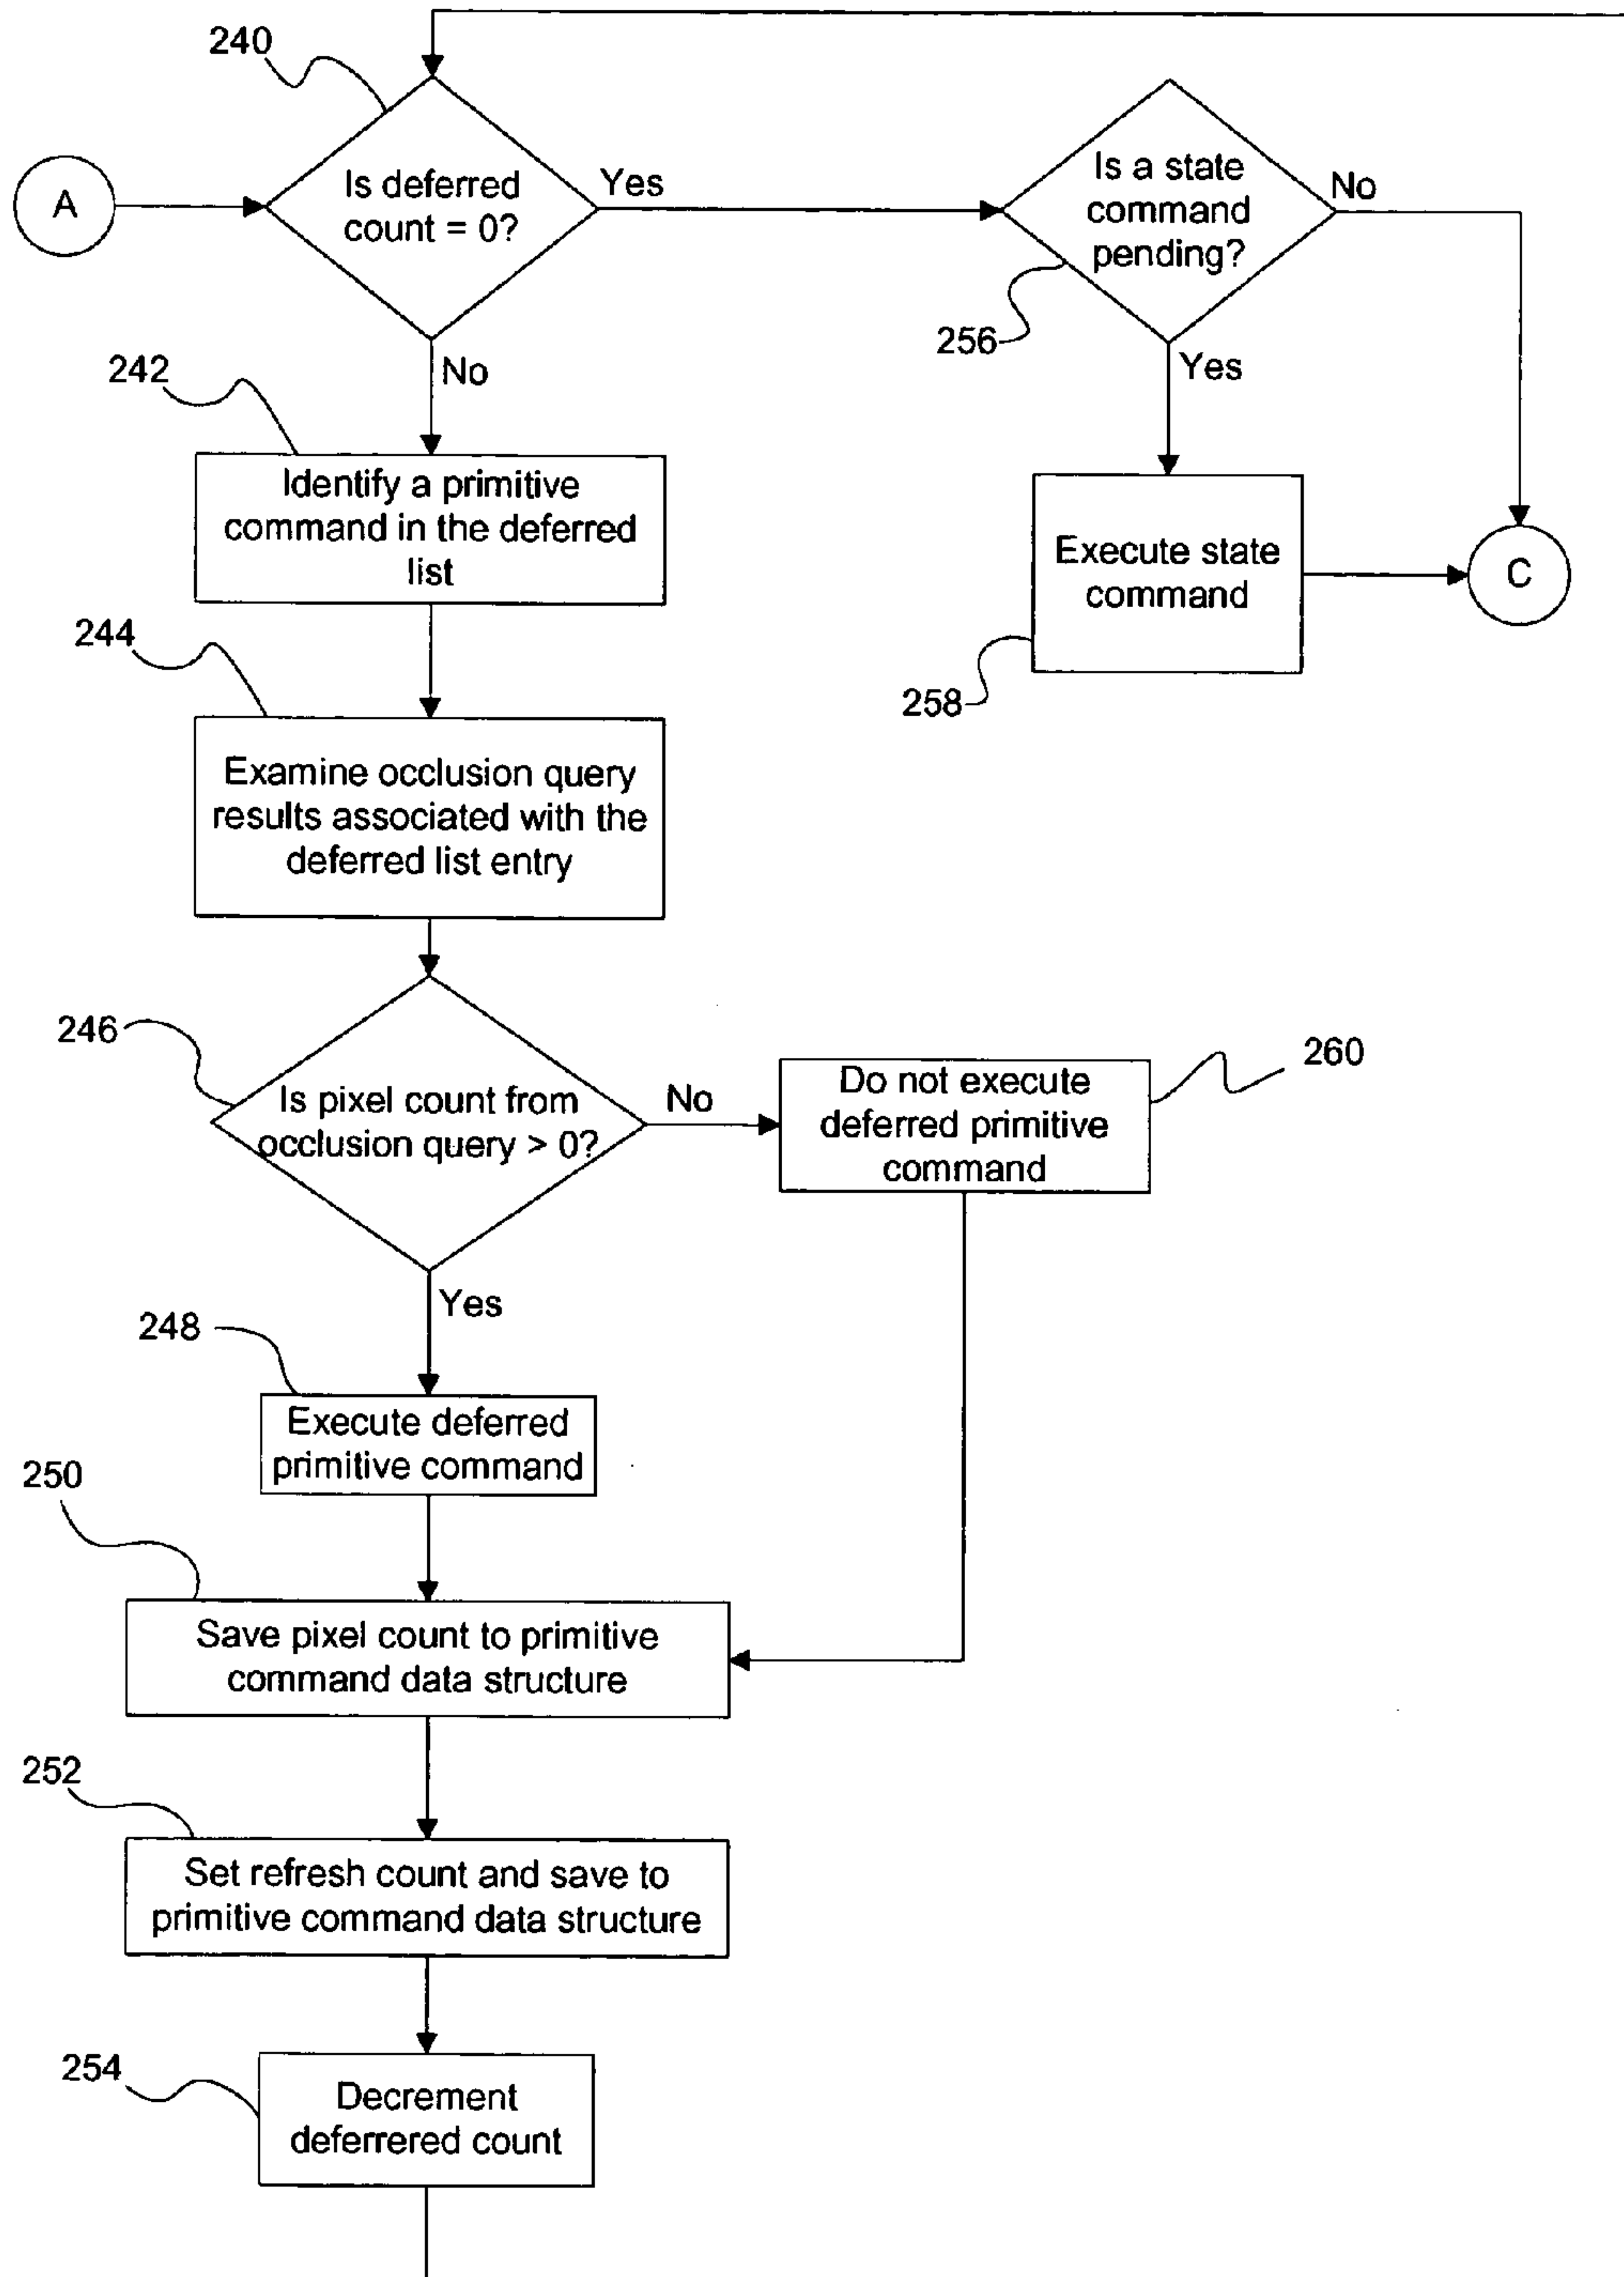 240
A
Is deferred
count = 0?
Yes
Is a state
command
pending?
No
256
Yes
242
No
Identify a primitive
command in the deferred
list
Execute state
command
C
258
244
Examine occlusion query
results associated with the
deferred list entry
246
Is pixel count from
occlusion query > 0?
No
Do not execute
deferred primitive
command
260
Yes
248
Execute deferred
primitive command
250
Save pixel count to primitive
command data structure
252
Set refresh count and save to
primitive command data structure
254
Decrement
deferrered count